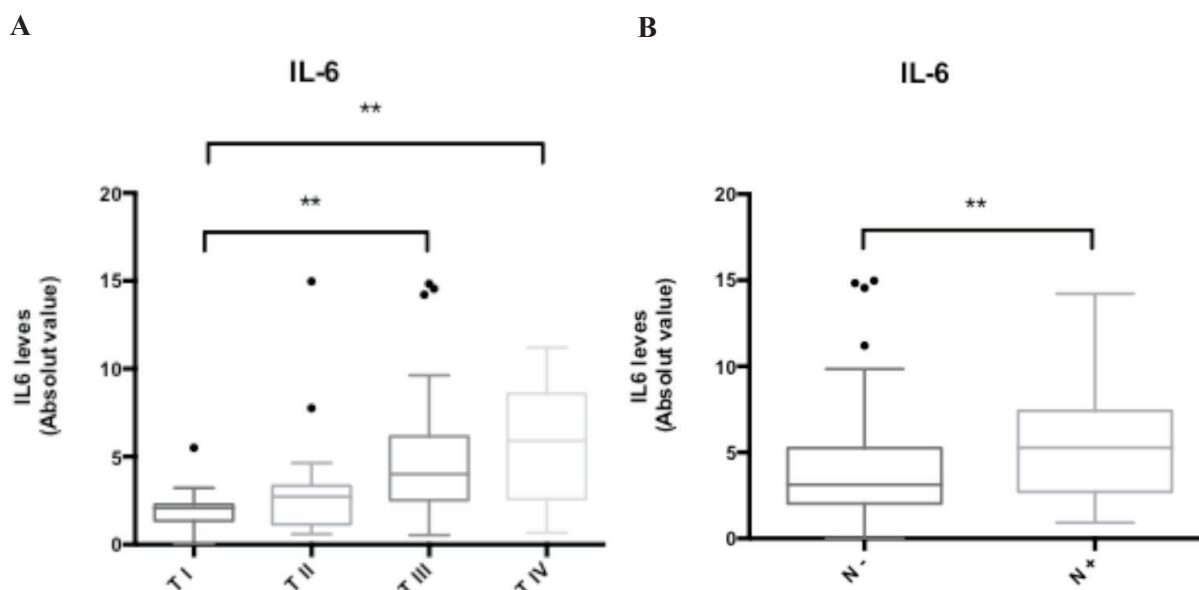 A
IL-6
**
**
IL6 leves
(Absolut value)
20
15
10
5
0
T I
T II
T III
T IV
B
IL-6
**
IL6 leves
(Absolut value)
20
15
10
5
0
N -
N +